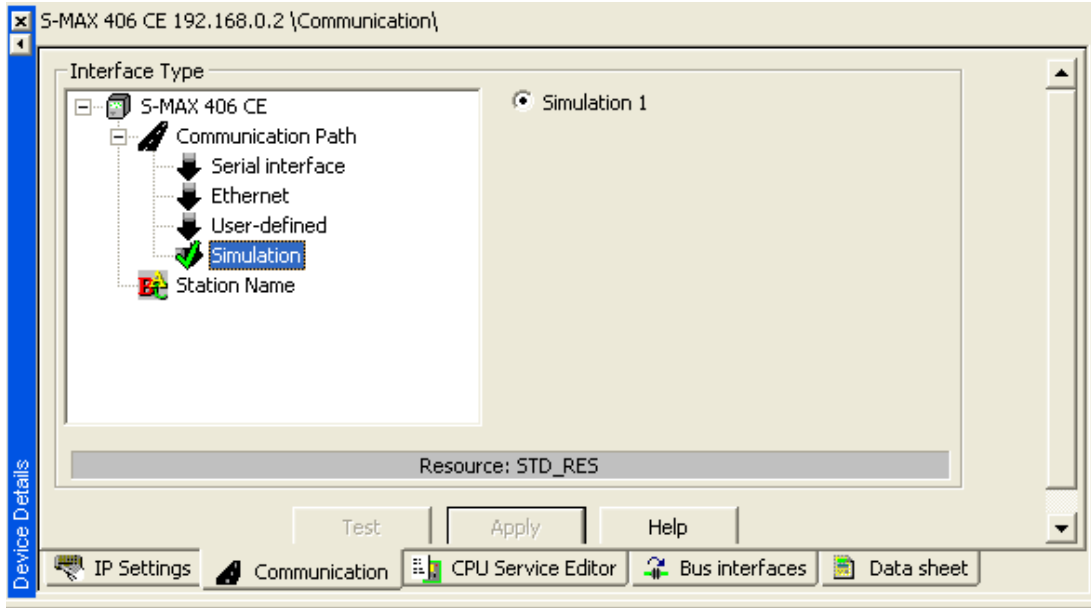 S-MAX 406 CE 192.168.0.2 \Communication\
Interface Type
S-MAX 406 CE
Simulation 1
Communication Path
Serial interface
Ethernet
User-defined
Simulation
Station Name
Resource: STD_RES
Test
Apply
Help
Device Details
IP Settings
Communication
CPU Service Editor
Bus interfaces
Data sheet